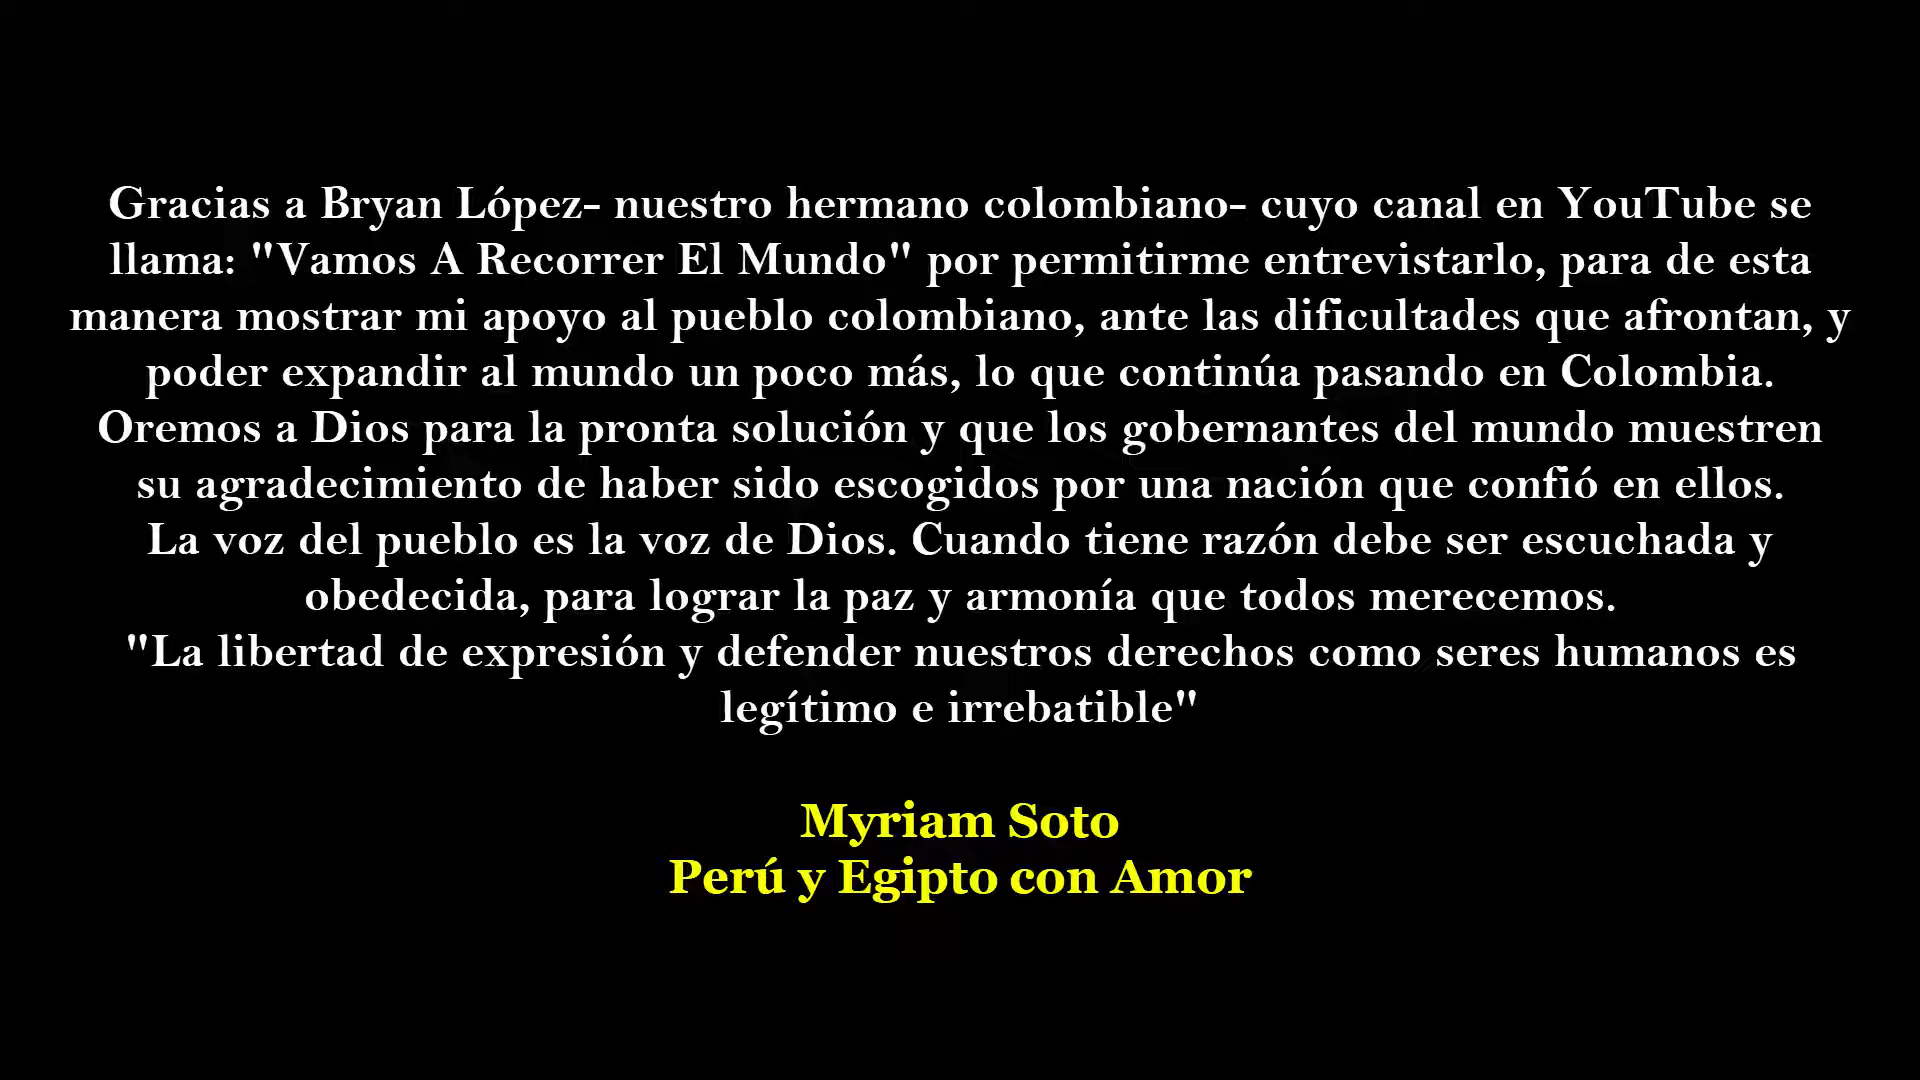 Gracias a Bryan López- nuestro hermano colombiano- cuyo canal en YouTube se
llama: "Vamos A Recorrer El Mundo" por permitirme entrevistarlo, para de esta
manera mostrar mi apoyo al pueblo colombiano, ante las dificultades que afrontan, y
poder expandir al mundo un poco más, lo que continúa pasando en Colombia.
Oremos a Dios para la pronta solución y que los gobernantes del mundo muestren
su agradecimiento de haber sido escogidos por una nación que confió en ellos.
La voz del pueblo es la voz de Dios. Cuando tiene razón debe ser escuchada y
obedecida, para lograr la paz y armonía que todos merecemos.
"La libertad de expresión y defender nuestros derechos como seres humanos es
legítimo e irrebatible"
Myriam Soto
Perú y Egipto con Amor